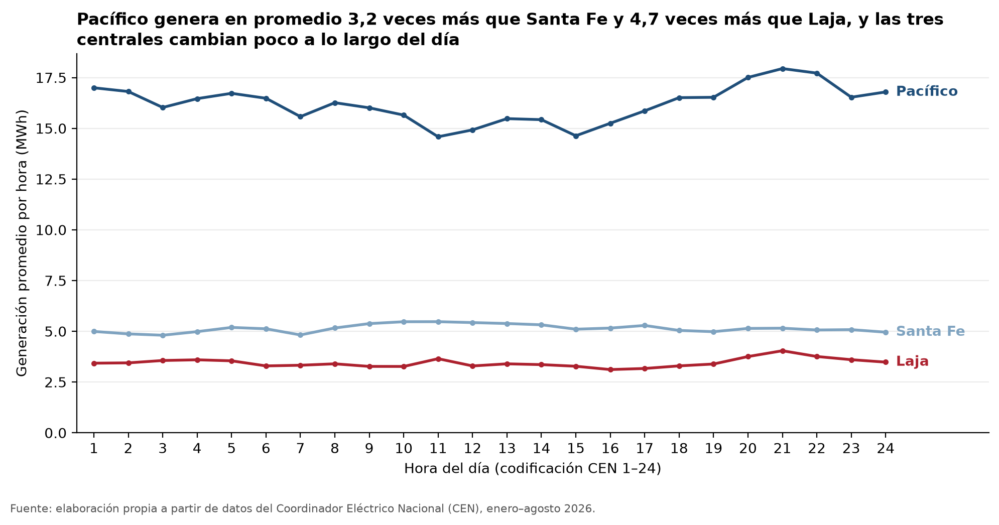 Pacífico genera en promedio 3,2 veces más que Santa Fe y 4,7 veces más que Laja, y las tres
centrales cambian poco a lo largo del día
Generación promedio por hora (MWh)
17.5
15.0
12.5
10.0
7.5
5.0
2.5
0.0
Pacífico
Santa Fe
Laja
1 2 3 4 5 6 7 8 9 10 11 12 13 14 15 16 17 18 19 20 21 22 23 24
Hora del día (codificación CEN 1–24)
Fuente: elaboración propia a partir de datos del Coordinador Eléctrico Nacional (CEN), enero–agosto 2026.